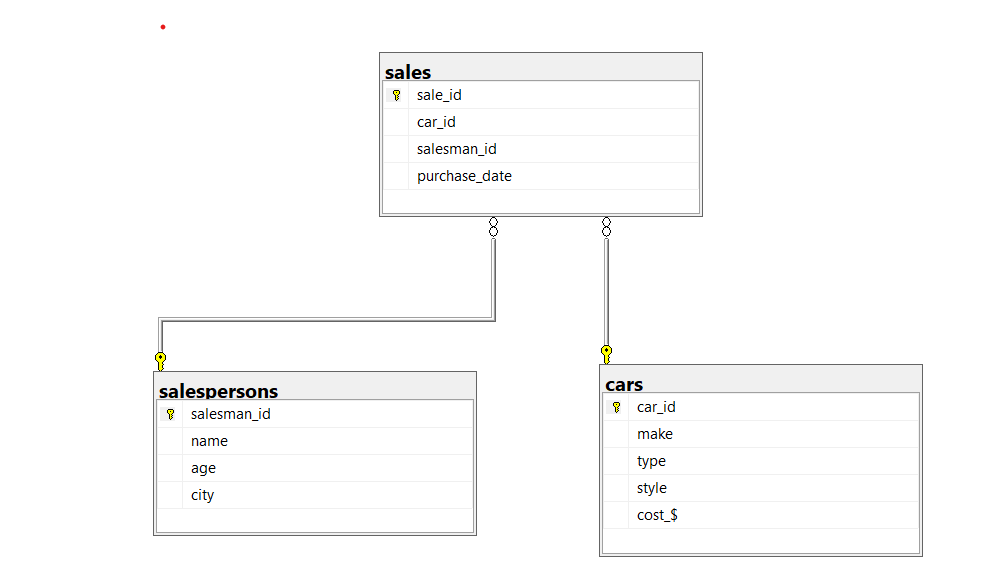 sales
sale_id
car_id
salesman_id
purchase_date
salespersons
salesman_id
name
age
city
cars
car_id
make
type
style
cost_$